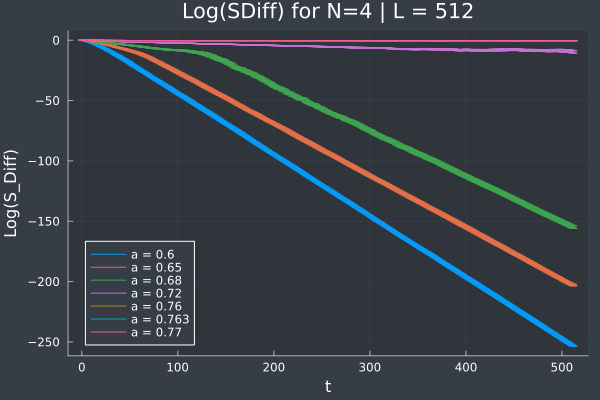 Log(SDiff) for N=4 | L = 512
Log(S_Diff)
0
−50
−100
−150
−200
−250
a = 0.6
a = 0.65
a = 0.68
a = 0.72
a = 0.76
a = 0.763
a = 0.77
0 100 200 300 400 500
t